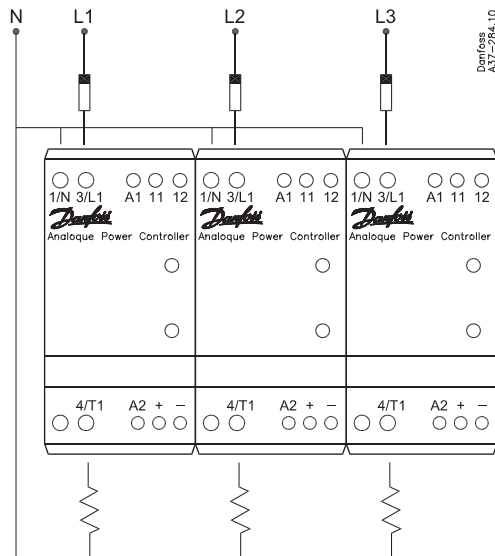 N L1 L2 L3
Danfoss
A37-284.10
1/N 3/L1 A1 11 12 1/N 3/L1 A1 11 12 1/N 3/L1 A1 11 12
Danfoss Danfoss Danfoss
Analoque Power Controller Analoque Power Controller Analoque Power Controller
4/T1 A2 + − 4/T1 A2 + − 4/T1 A2 + −